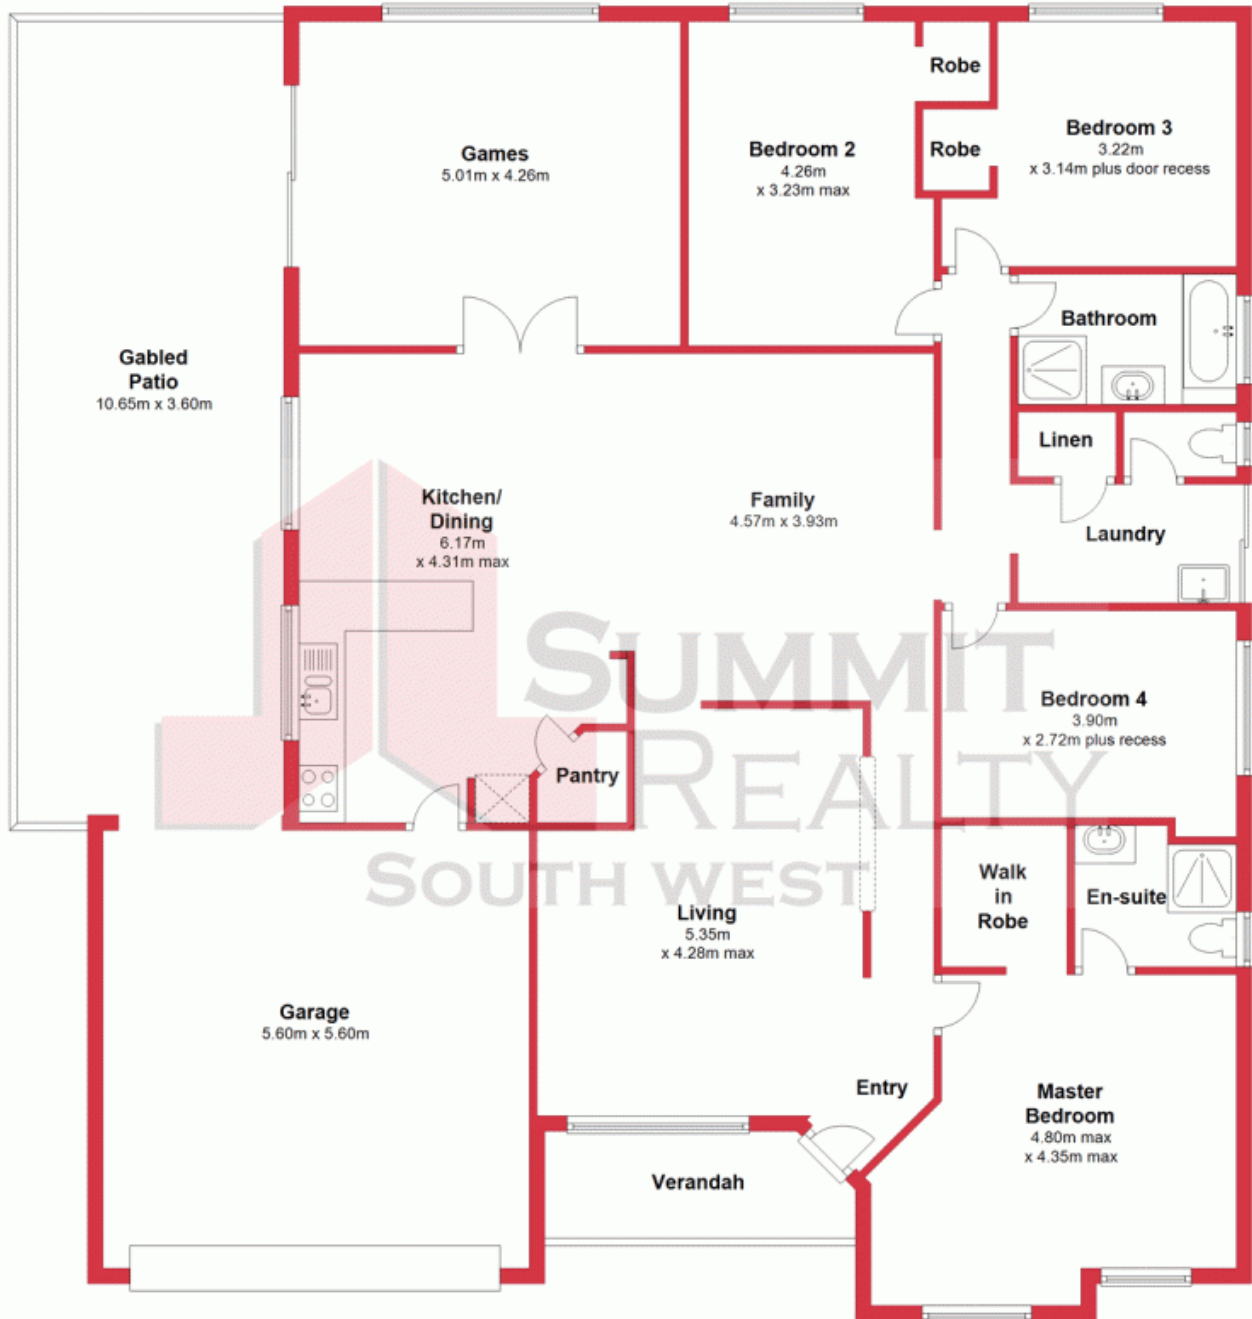 Robe
Bedroom 3
3.22m
x 3.14m plus door recess
Games
5.01m x 4.26m
Bedroom 2
4.26m
x 3.23m max
Robe
Bathroom
Gabled
Patio
10.65m x 3.60m
Linen
Kitchen/
Dining
6.17m
x 4.31m max
Family
4.57m x 3.93m
Laundry
SUMMIT
REALTY
SOUTH WEST
Bedroom 4
3.90m
x 2.72m plus recess
Pantry
Walk
in
Robe
En-suite
Living
5.35m
x 4.28m max
Garage
5.60m x 5.60m
Entry
Master
Bedroom
4.80m max
x 4.35m max
Verandah